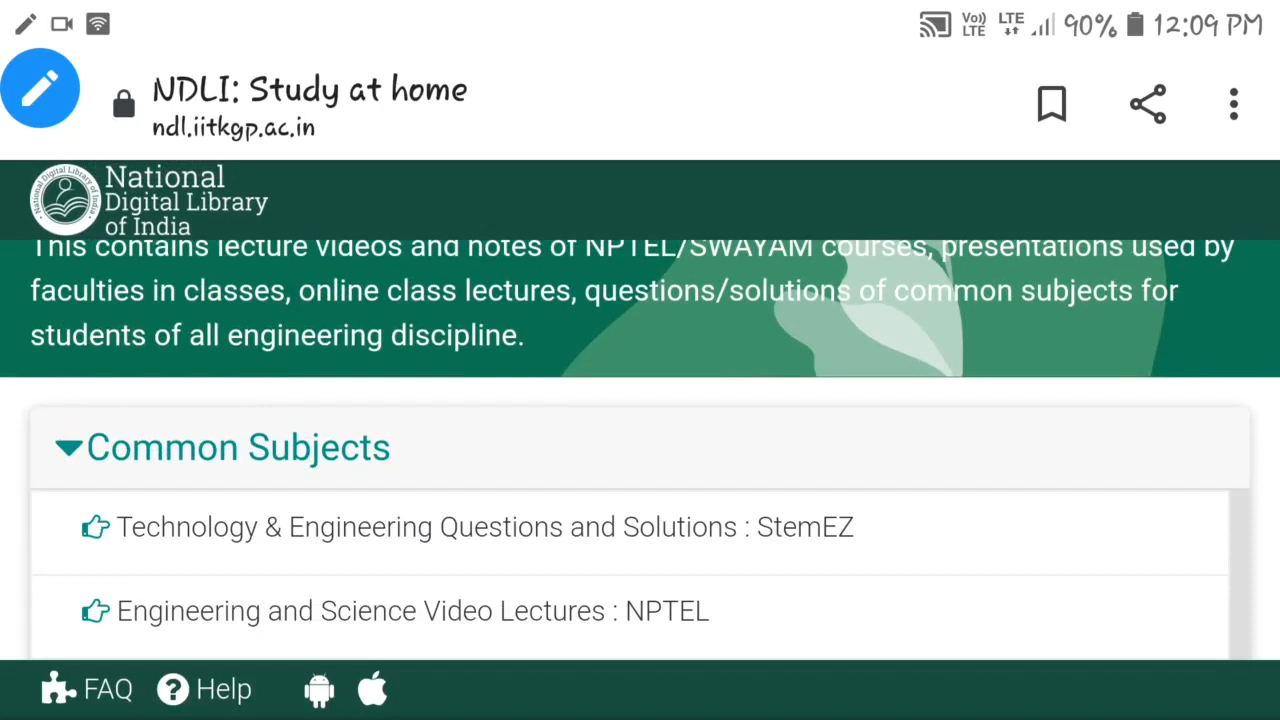 Vo)) LTE LTE 90% 12:09 PM
NDLI: Study at home
ndl.iitkgp.ac.in
National
Digital Library
of India
This contains lecture videos and notes of NPTEL/SWAYAM courses, presentations used by
faculties in classes, online class lectures, questions/solutions of common subjects for
students of all engineering discipline.
Common Subjects
Technology & Engineering Questions and Solutions : StemEZ
Engineering and Science Video Lectures : NPTEL
FAQ Help